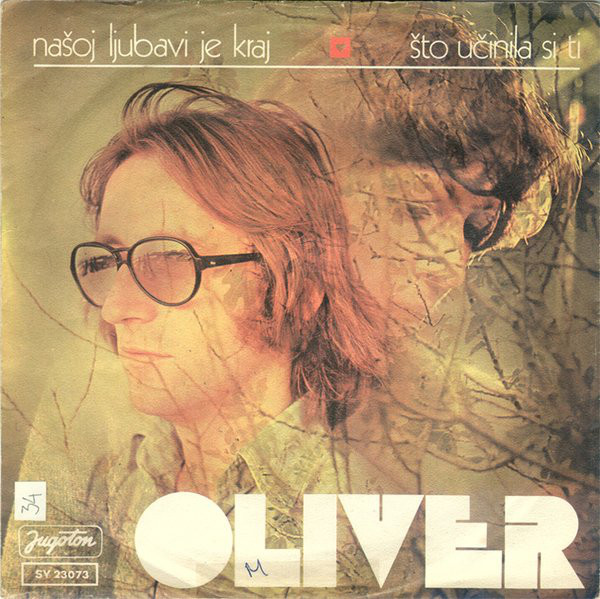 našoj ljubavi je kraj
što učinila si ti
34
Jugoton
SY 23073
OLIVER
M